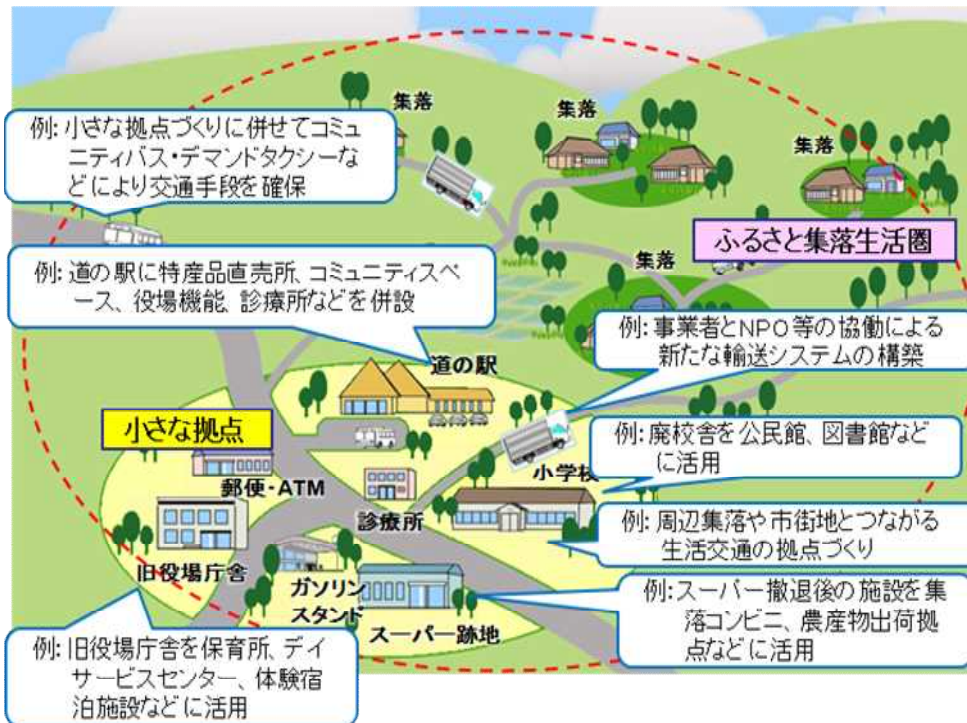 集落
集落
集落
例: 小さな拠点づくりに併せてコミュ
ニティバス・デマンドタクシーな
どにより交通手段を確保
ふるさと集落生活圏
例: 道の駅に特産品直売所、コミュニティスペ
ース、役場機能、診療所などを併設
集落
例: 事業者とNPO等の協働による
新たな輸送システムの構築
道の駅
小さな拠点
例: 廃校舎を公民館、図書館など
に活用
小学校
郵便・ATM
診療所
例: 周辺集落や市街地とつながる
生活交通の拠点づくり
旧役場庁舎
ガソリン
スタンド
スーパー跡地
例: スーパー撤退後の施設を集
落コンビニ、農産物出荷拠
点などに活用
例: 旧役場庁舎を保育所、デイ
サービスセンター、体験宿
泊施設などに活用